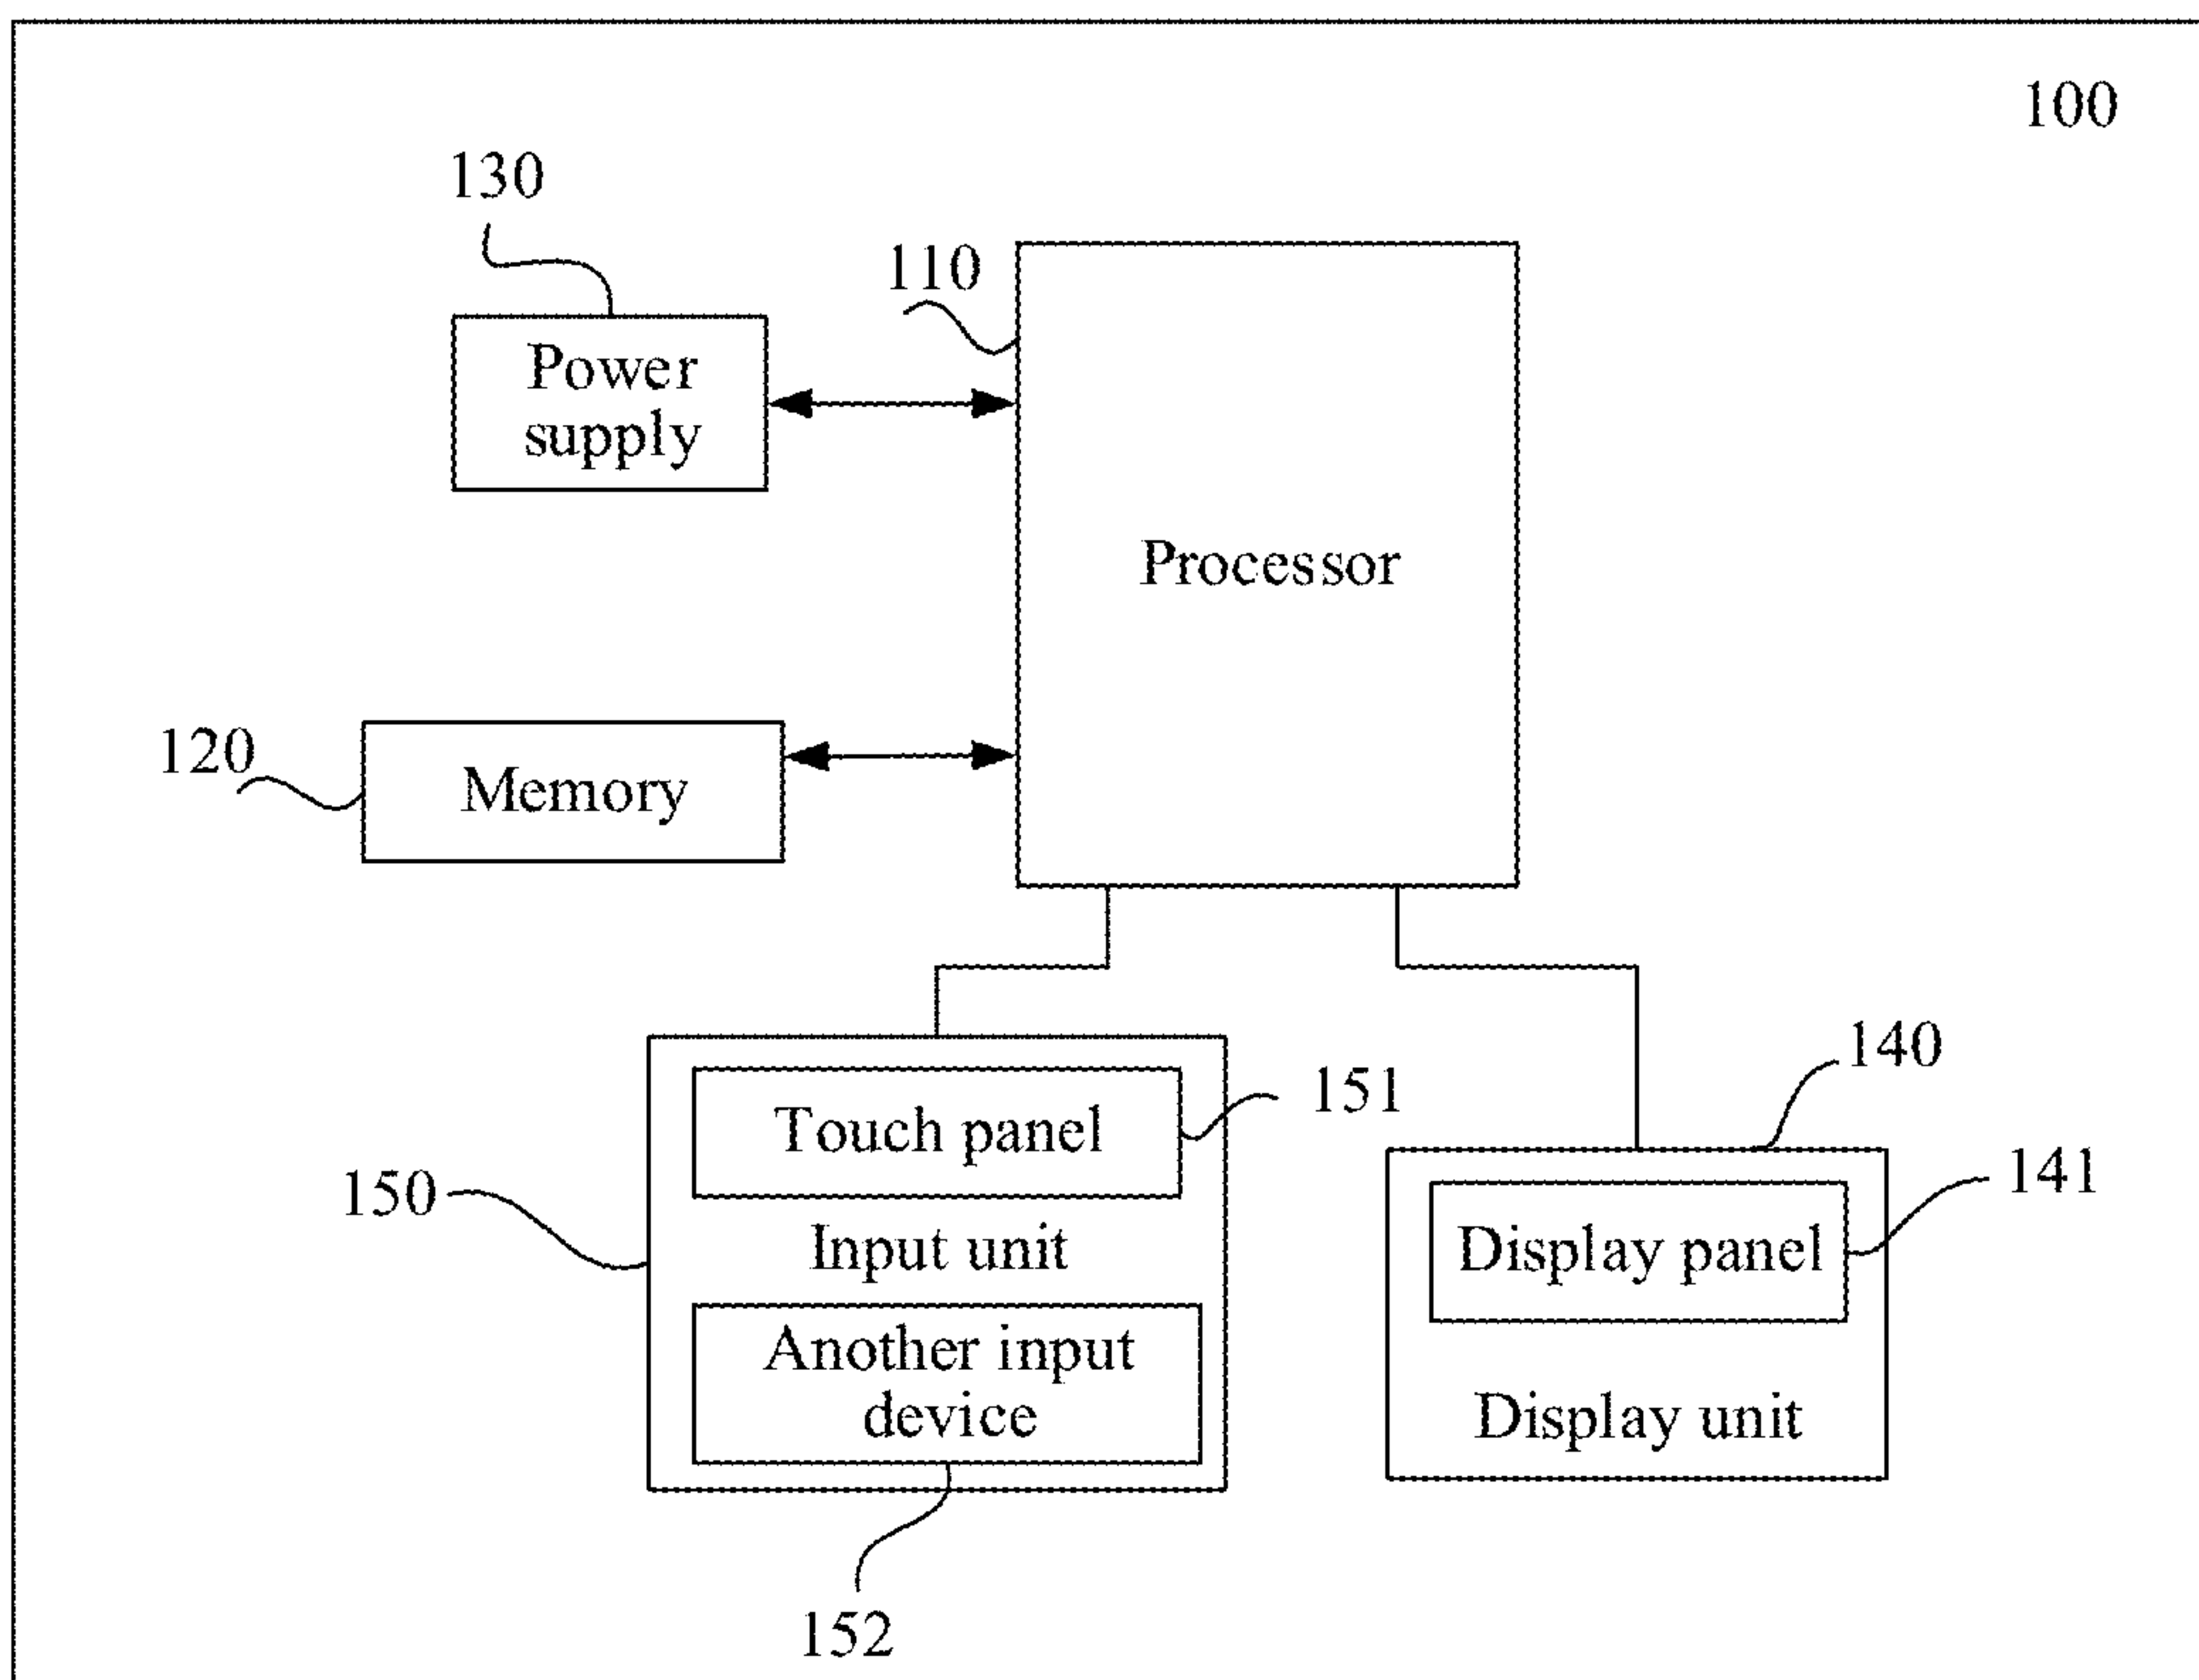 100
130
110
Power
supply
Processor
120
Memory
140
151
Touch panel
141
150
Display panel
Input unit
Another input
device
Display unit
152